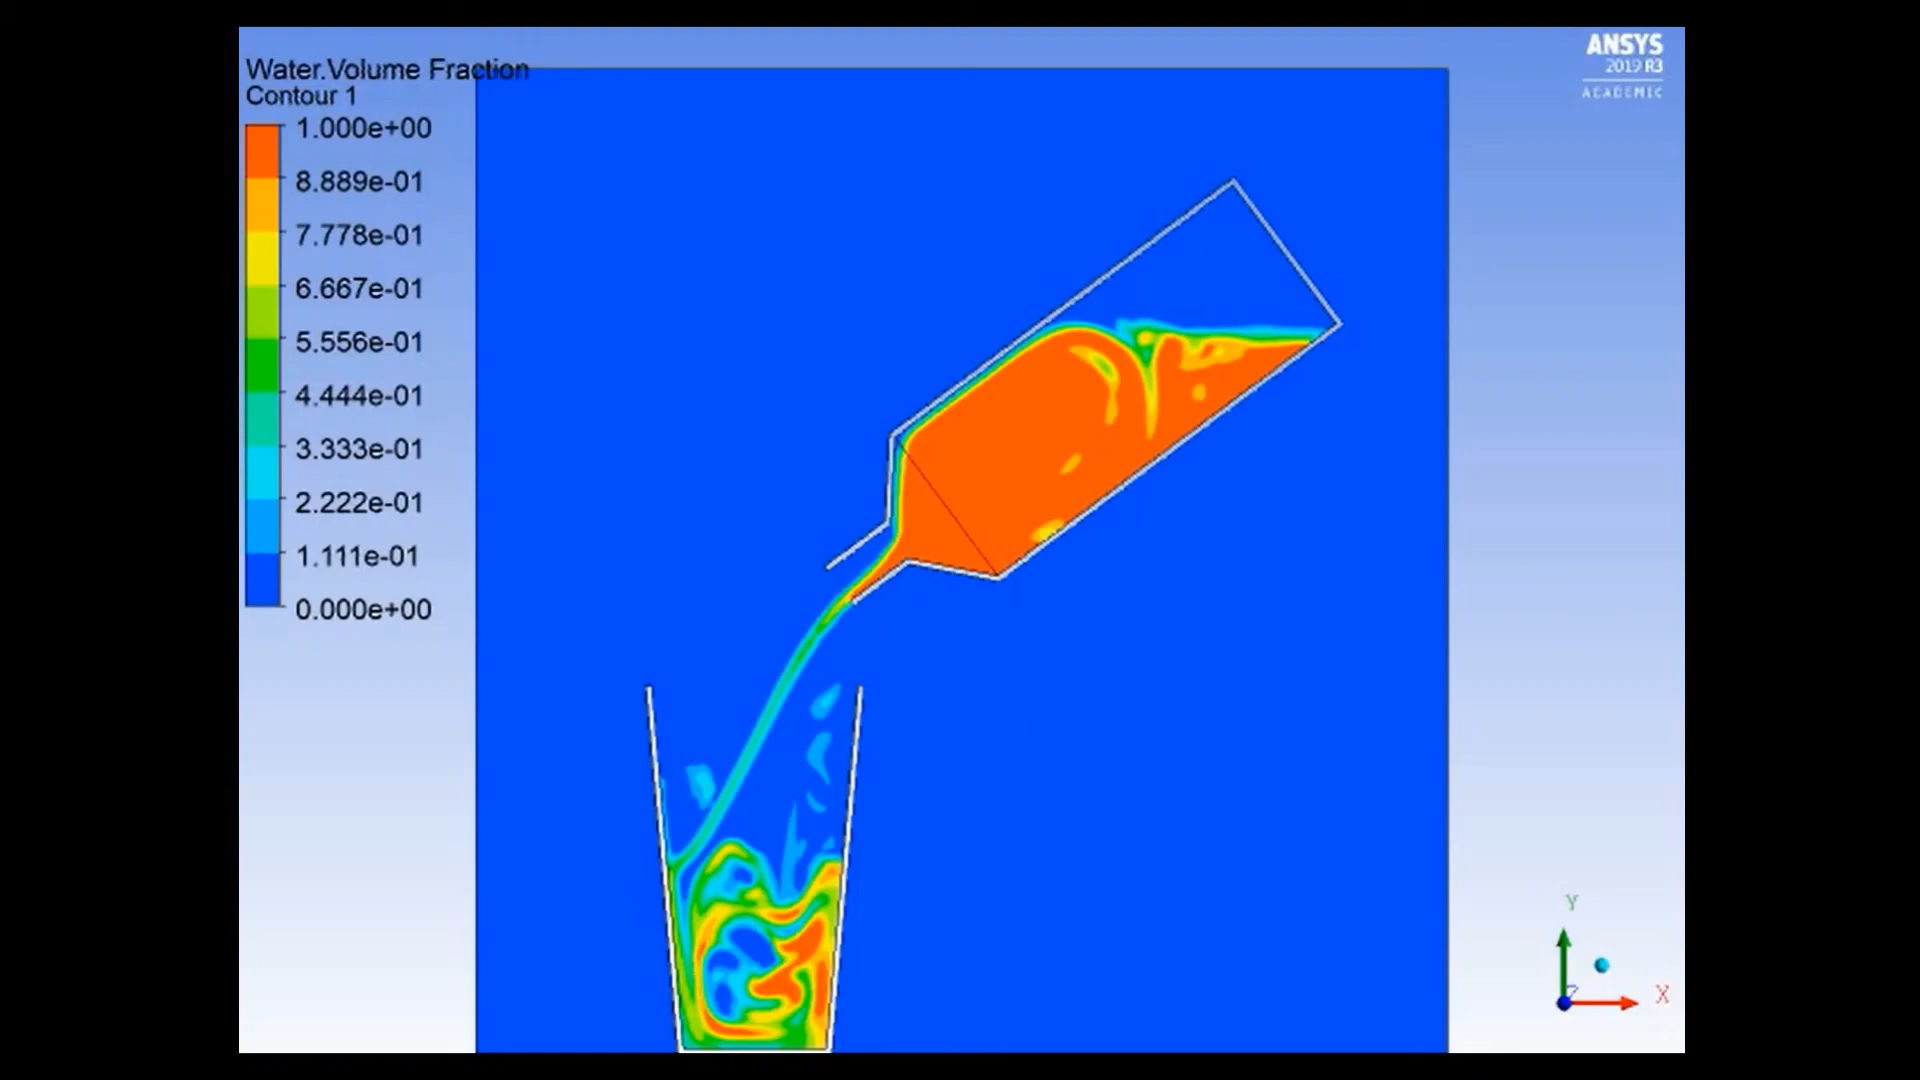 Water.Volume Fraction
Contour 1
1.000e+00
8.889e-01
7.778e-01
6.667e-01
5.556e-01
4.444e-01
3.333e-01
2.222e-01
1.111e-01
0.000e+00
ANSYS
2019 R3
ACADEMIC
Y
Z
X